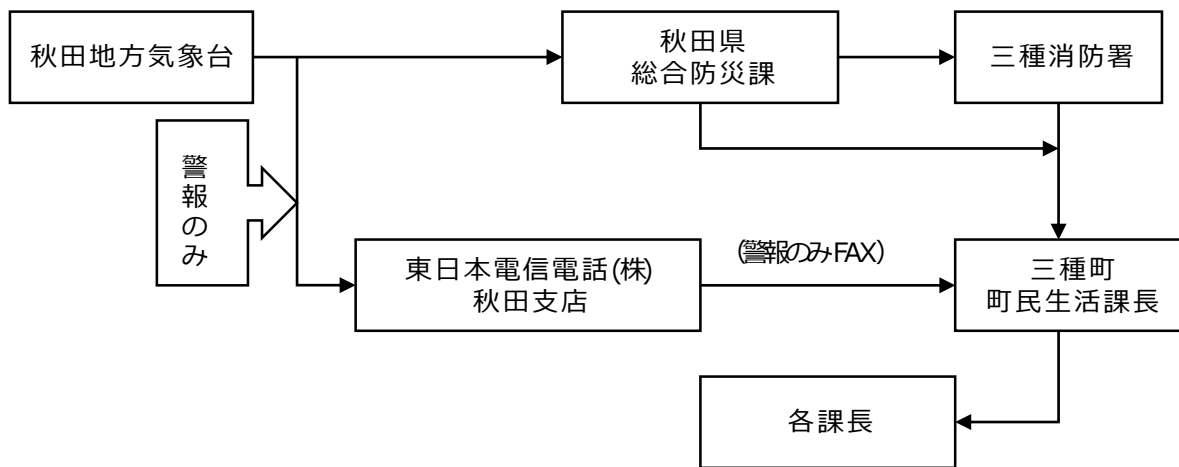 秋田地方気象台
秋田県
総合防災課
三種消防署
警報のみ
東日本電信電話(株)
秋田支店
(警報のみFAX)
三種町
町民生活課長
各課長